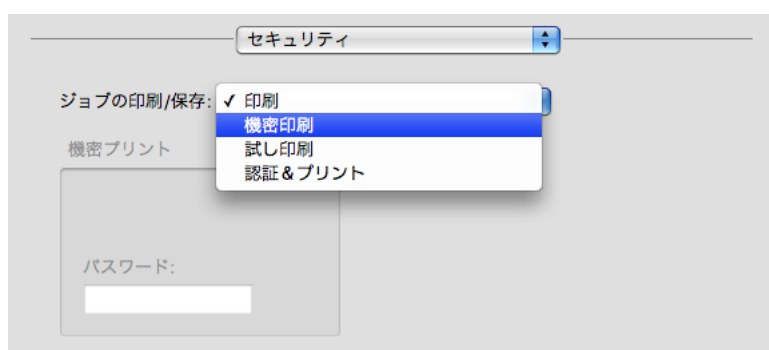 セキュリティ
ジョブの印刷/保存: ✓ 印刷
機密印刷
機密プリント
試し印刷
認証&プリント
パスワード: